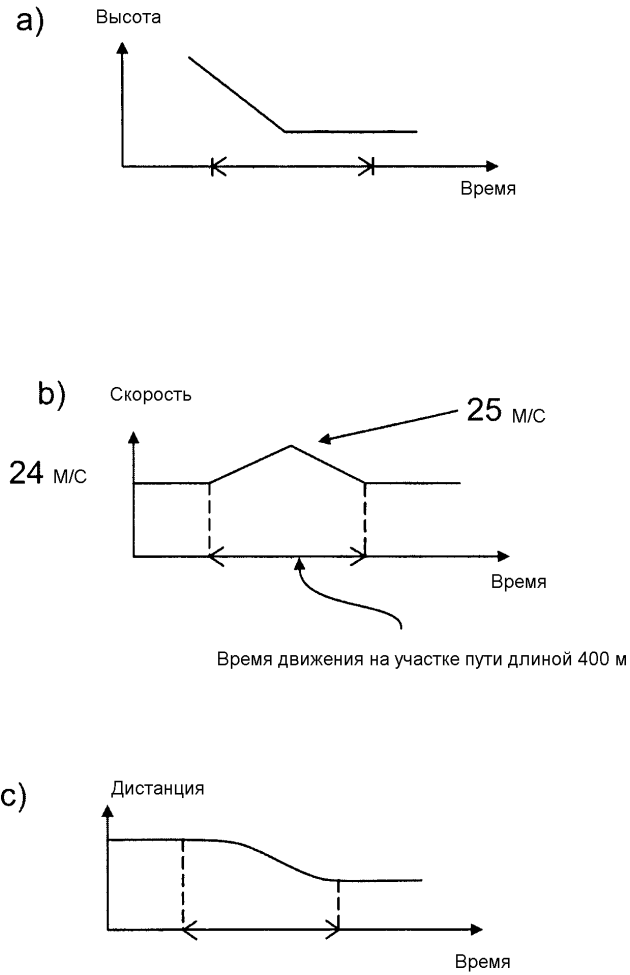 a)
Высота
Время
b)
Скорость
25 М/С
24 М/С
Время
Время движения на участке пути длиной 400 м
c)
Дистанция
Время